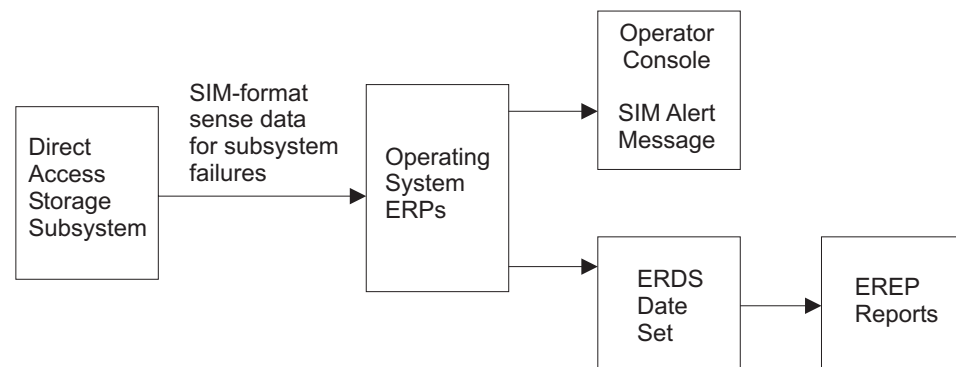 Direct
Access
Storage
Subsystem
SIM-format
sense data
for subsystem
failures
Operating
System
ERPs
Operator
Console
SIM Alert
Message
ERDS
Date
Set
EREP
Reports